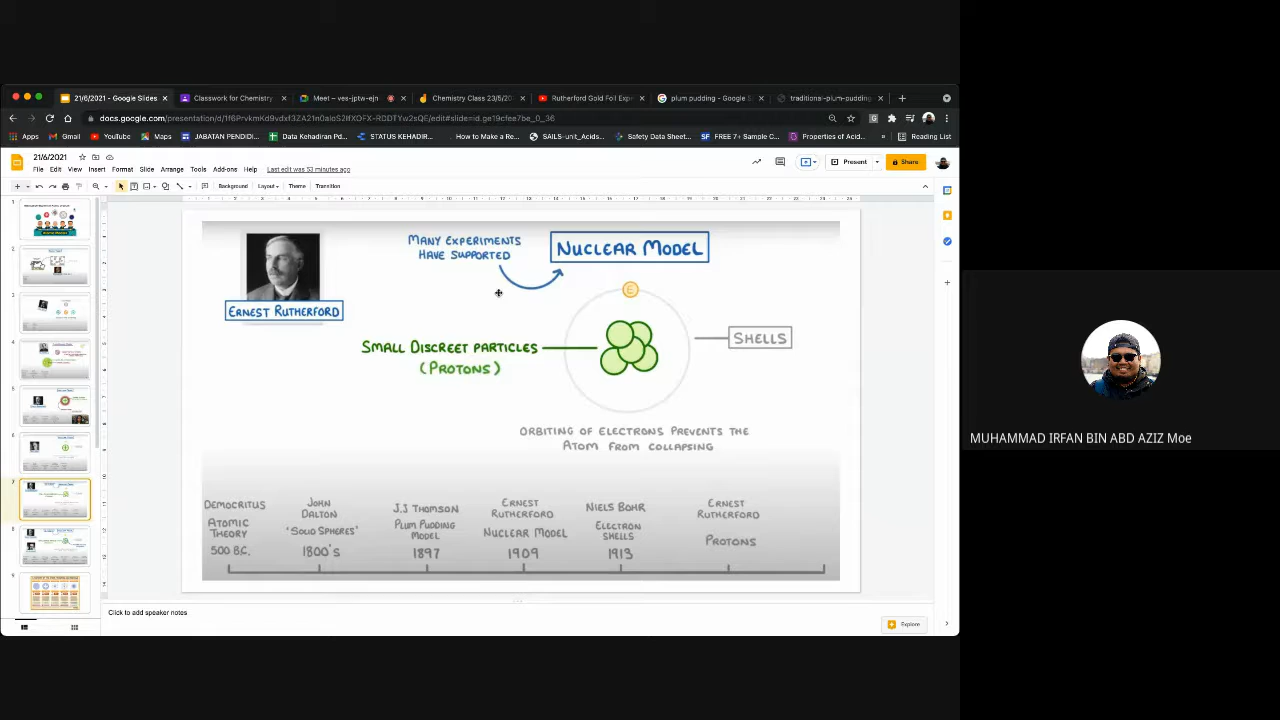 21/6/2021 - Google Slides
Classwork for Chemistry
Meet – ves-jptw-ejn
Chemistry Class 23/5/20
Rutherford Gold Foil Exp
plum pudding - Google S
traditional-plum-pudding
Apps
Gmail
YouTube
Maps
JABATAN PENDIDI...
Data Kehadiran Pd...
STATUS KEHADIR...
How to Make a Re...
SAILS-unit_Acids...
Safety Data Sheet...
FREE 7+ Sample C...
Properties of Acid...
Reading List
21/6/2021
File Edit View Insert Format Slide Arrange Tools Add-ons Help Last edit was 53 minutes ago
Present
Share
Background Layout Theme Transition
MANY EXPERIMENTS
HAVE SUPPORTED
NUCLEAR MODEL
ERNEST RUTHERFORD
E
SHELLS
SMALL DISCREET PARTICLES
(PROTONS)
ORBITING OF ELECTRONS PREVENTS THE
ATOM FROM COLLAPSING
DEMOCRITUS
ATOMIC
THEORY
500 B.C.
JOHN
DALTON
'SOLID SPHERES'
1800's
J.J THOMSON
PLUM PUDDING
MODEL
1897
ERNEST
RUTHERFORD
NUCLEAR MODEL
1909
NIELS BOHR
ELECTRON
SHELLS
1913
ERNEST
RUTHERFORD
PROTONS
Click to add speaker notes
Explore
MUHAMMAD IRFAN BIN ABD AZIZ Moe